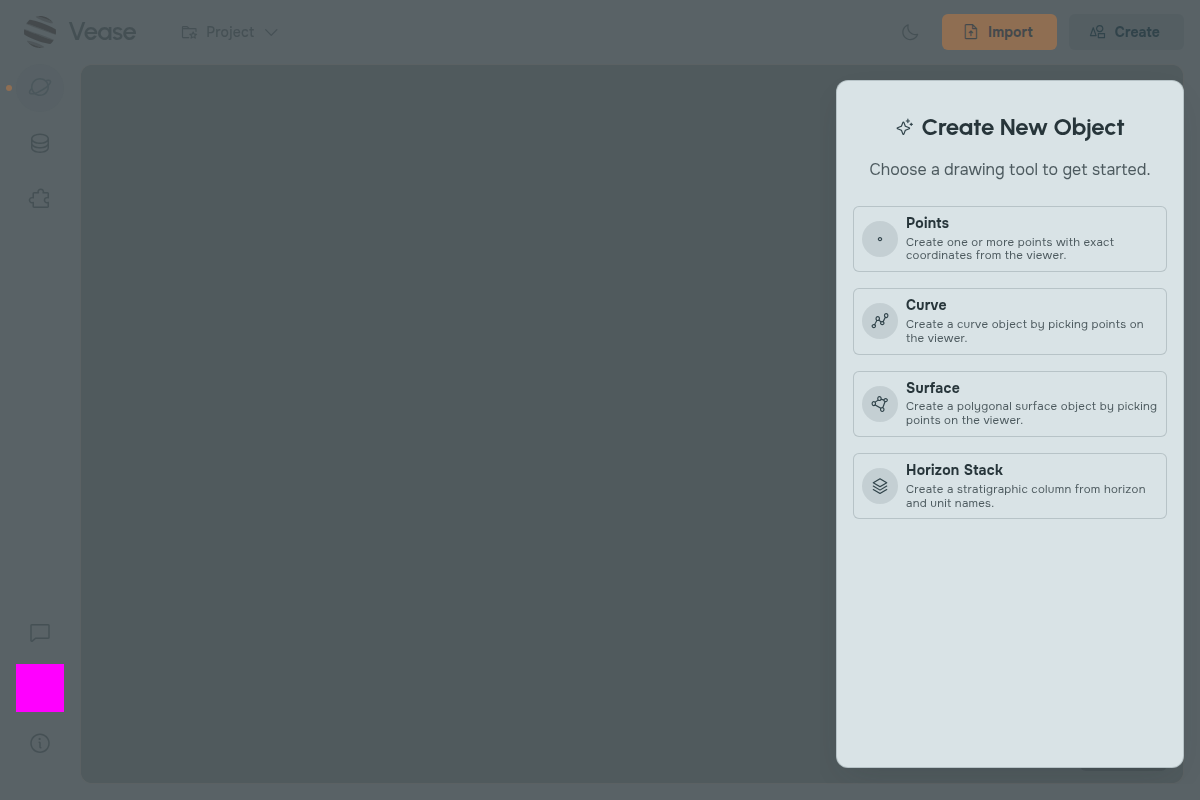 Vease
Project
Import
Create
Create New Object
Choose a drawing tool to get started.
Points
Create one or more points with exact
coordinates from the viewer.
Curve
Create a curve object by picking points on
the viewer.
Surface
Create a polygonal surface object by picking
points on the viewer.
Horizon Stack
Create a stratigraphic column from horizon
and unit names.